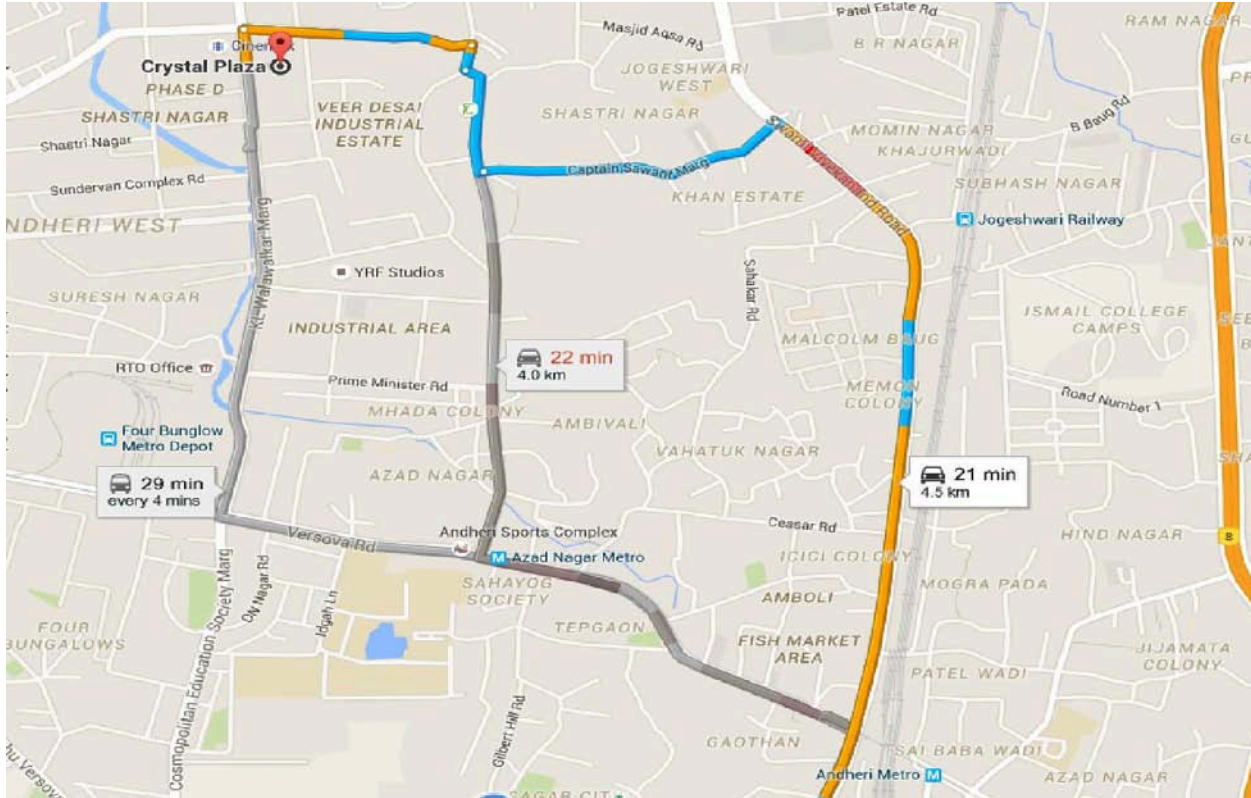 Patel Estate Rd
RAM NAGAR
Masjid Aqsa Rd
B R NAGAR
Crystal Plaza
PHASE D
JOGESHWARI
WEST
SHASTRI NAGAR
VEER DESAI
INDUSTRIAL
ESTATE
SHASTRI NAGAR
B Baug Rd
MOMIN NAGAR
KHAJURWADI
Shastri Nagar
Captain Sawant Marg
Swami Vivekanand Road
Sundervan Complex Rd
KHAN ESTATE
SUBHASH NAGAR
NDHERI WEST
Jogeshwari Railway
KL Walawalkar Marg
YRF Studios
Sahakar Rd
SURESH NAGAR
INDUSTRIAL AREA
ISMAIL COLLEGE
CAMPS
MALCOLM BAUG
22 min
4.0 km
RTO Office
Prime Minister Rd
MHADA COLONY
MEMON
COLONY
Road Number 1
AMBIVALI
Four Bunglow
Metro Depot
VAHATUK NAGAR
AZAD NAGAR
29 min
every 4 mins
21 min
4.5 km
Versova Rd
Andheri Sports Complex
Ceasar Rd
HIND NAGAR
8
M Azad Nagar Metro
ICICI COLONY
Cosmopolitan Education Society Marg
DN Nagar Rd
Idgah Ln
SAHAYOG
SOCIETY
MOGRA PADA
AMBOLI
FOUR
BUNGALOWS
TEPGAON
FISH MARKET
AREA
JIJAMATA
COLONY
PATEL WADI
Gilbert Hill Rd
GAOTHAN
SAI BABA WADI
Andheri Metro M
AZAD NAGAR
SAGAR CIT